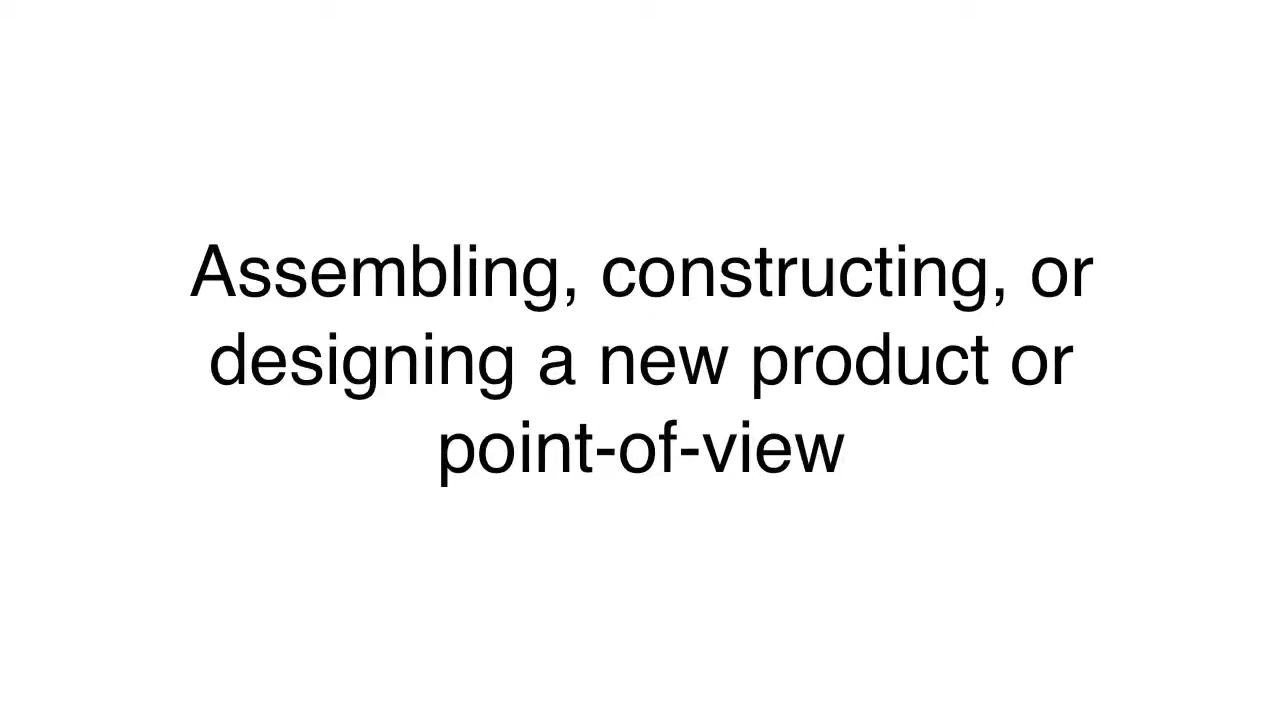 Assembling, constructing, or
designing a new product or
point-of-view